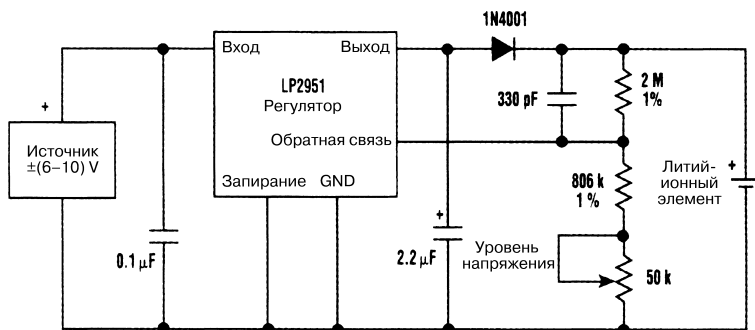 1N4001
Вход
Выход
LP2951
Регулятор
Обратная связь
Запирание
GND
+
Источник
±(6–10) V
0.1 µF
+
2.2 µF
330 pF
2 M
1%
806 k
1 %
Уровень
напряжения
50 k
Литий-
ионный
элемент
+